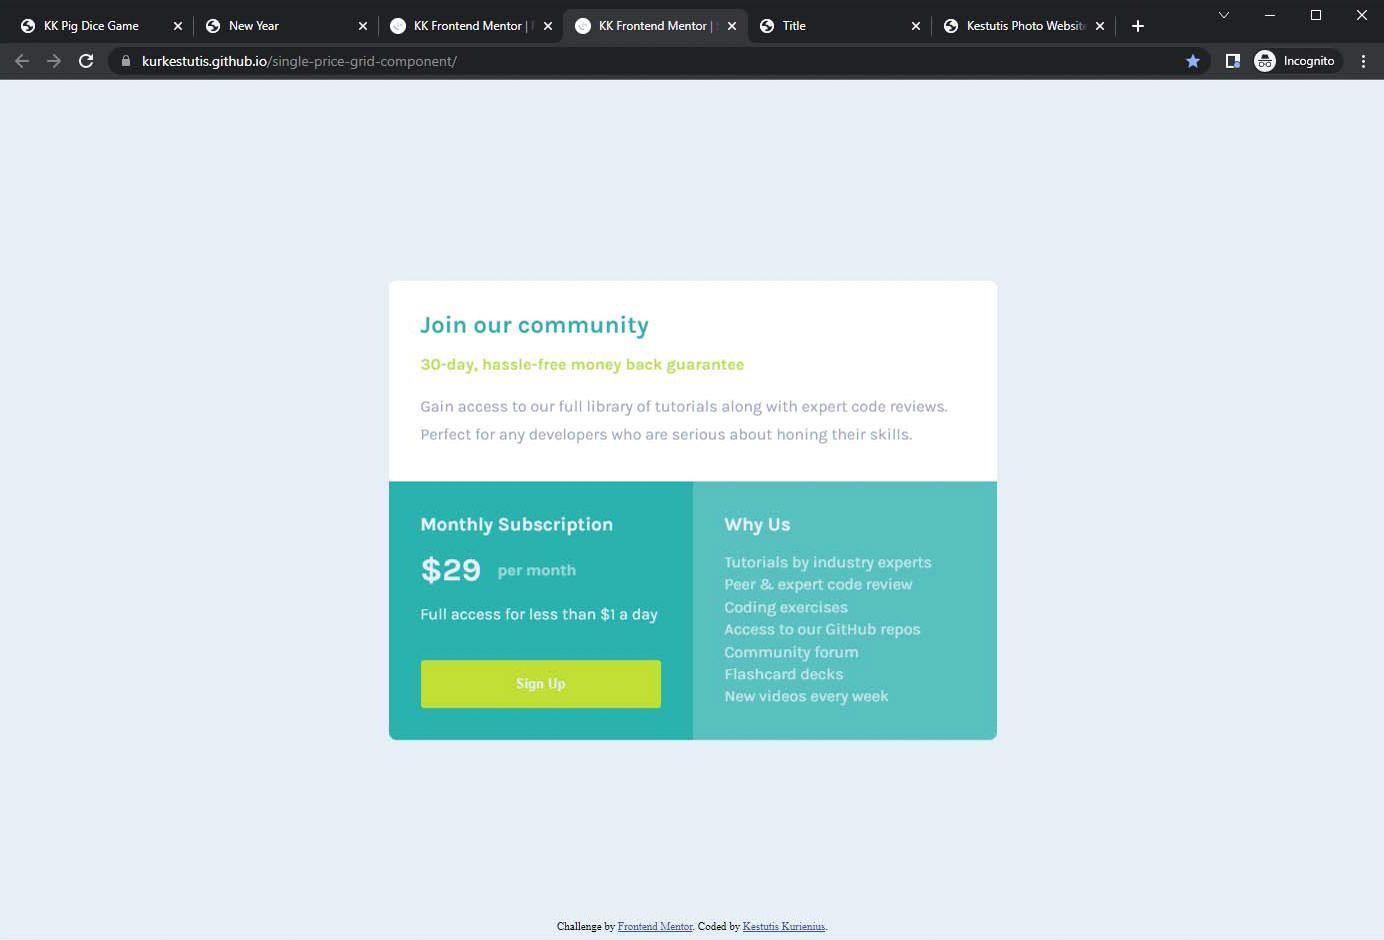 KK Pig Dice Game
New Year
KK Frontend Mentor |
KK Frontend Mentor |
Title
Kestutis Photo Website
kurkestutis.github.io/single-price-grid-component/
Incognito
Join our community
30-day, hassle-free money back guarantee
Gain access to our full library of tutorials along with expert code reviews.
Perfect for any developers who are serious about honing their skills.
Monthly Subscription
$29 per month
Full access for less than $1 a day
Sign Up
Why Us
Tutorials by industry experts
Peer & expert code review
Coding exercises
Access to our GitHub repos
Community forum
Flashcard decks
New videos every week
Challenge by Frontend Mentor. Coded by Kestutis Kurienius.